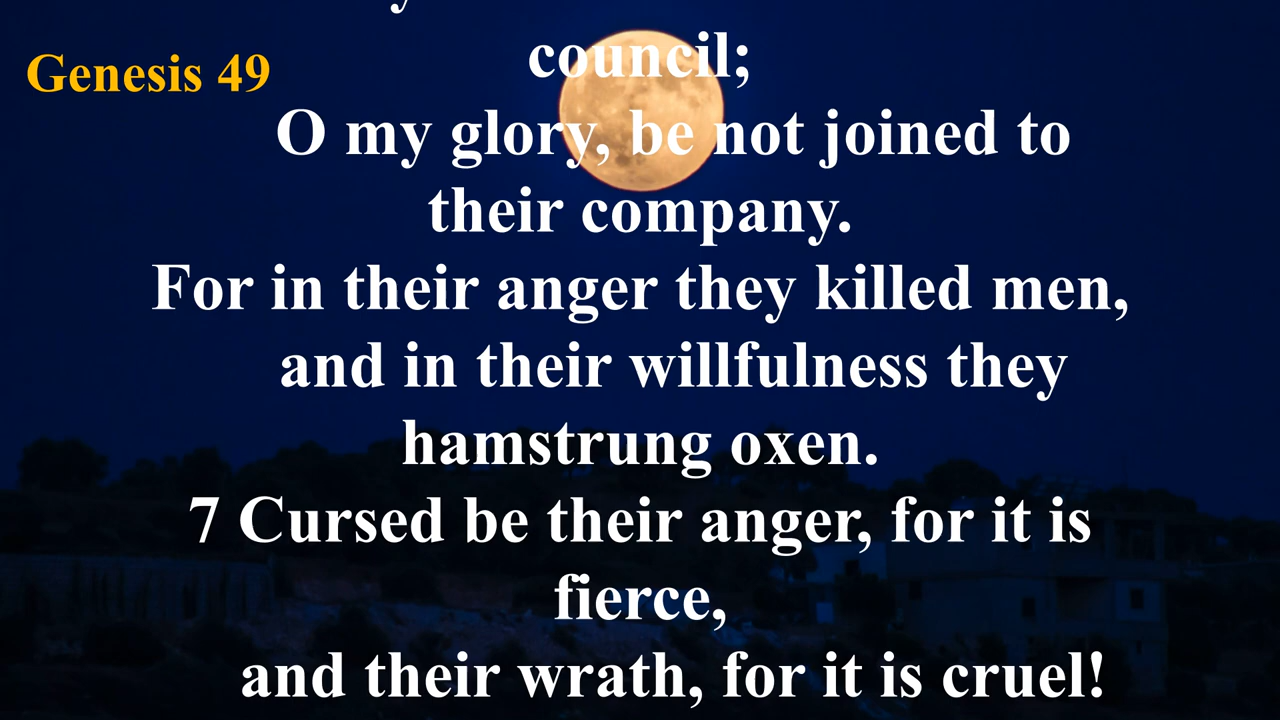 Genesis 49
council;
O my glory, be not joined to
their company.
For in their anger they killed men,
and in their willfulness they
hamstrung oxen.
7 Cursed be their anger, for it is
fierce,
and their wrath, for it is cruel!